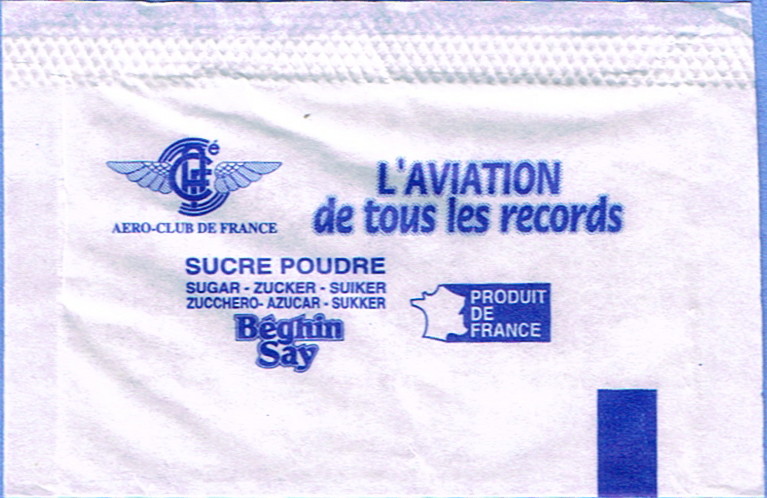 AéCF
AERO-CLUB DE FRANCE
L'AVIATION
de tous les records
SUCRE POUDRE
SUGAR - ZUCKER - SUIKER
ZUCCHERO- AZUCAR - SUKKER
Béghin
Say
PRODUIT
DE
FRANCE